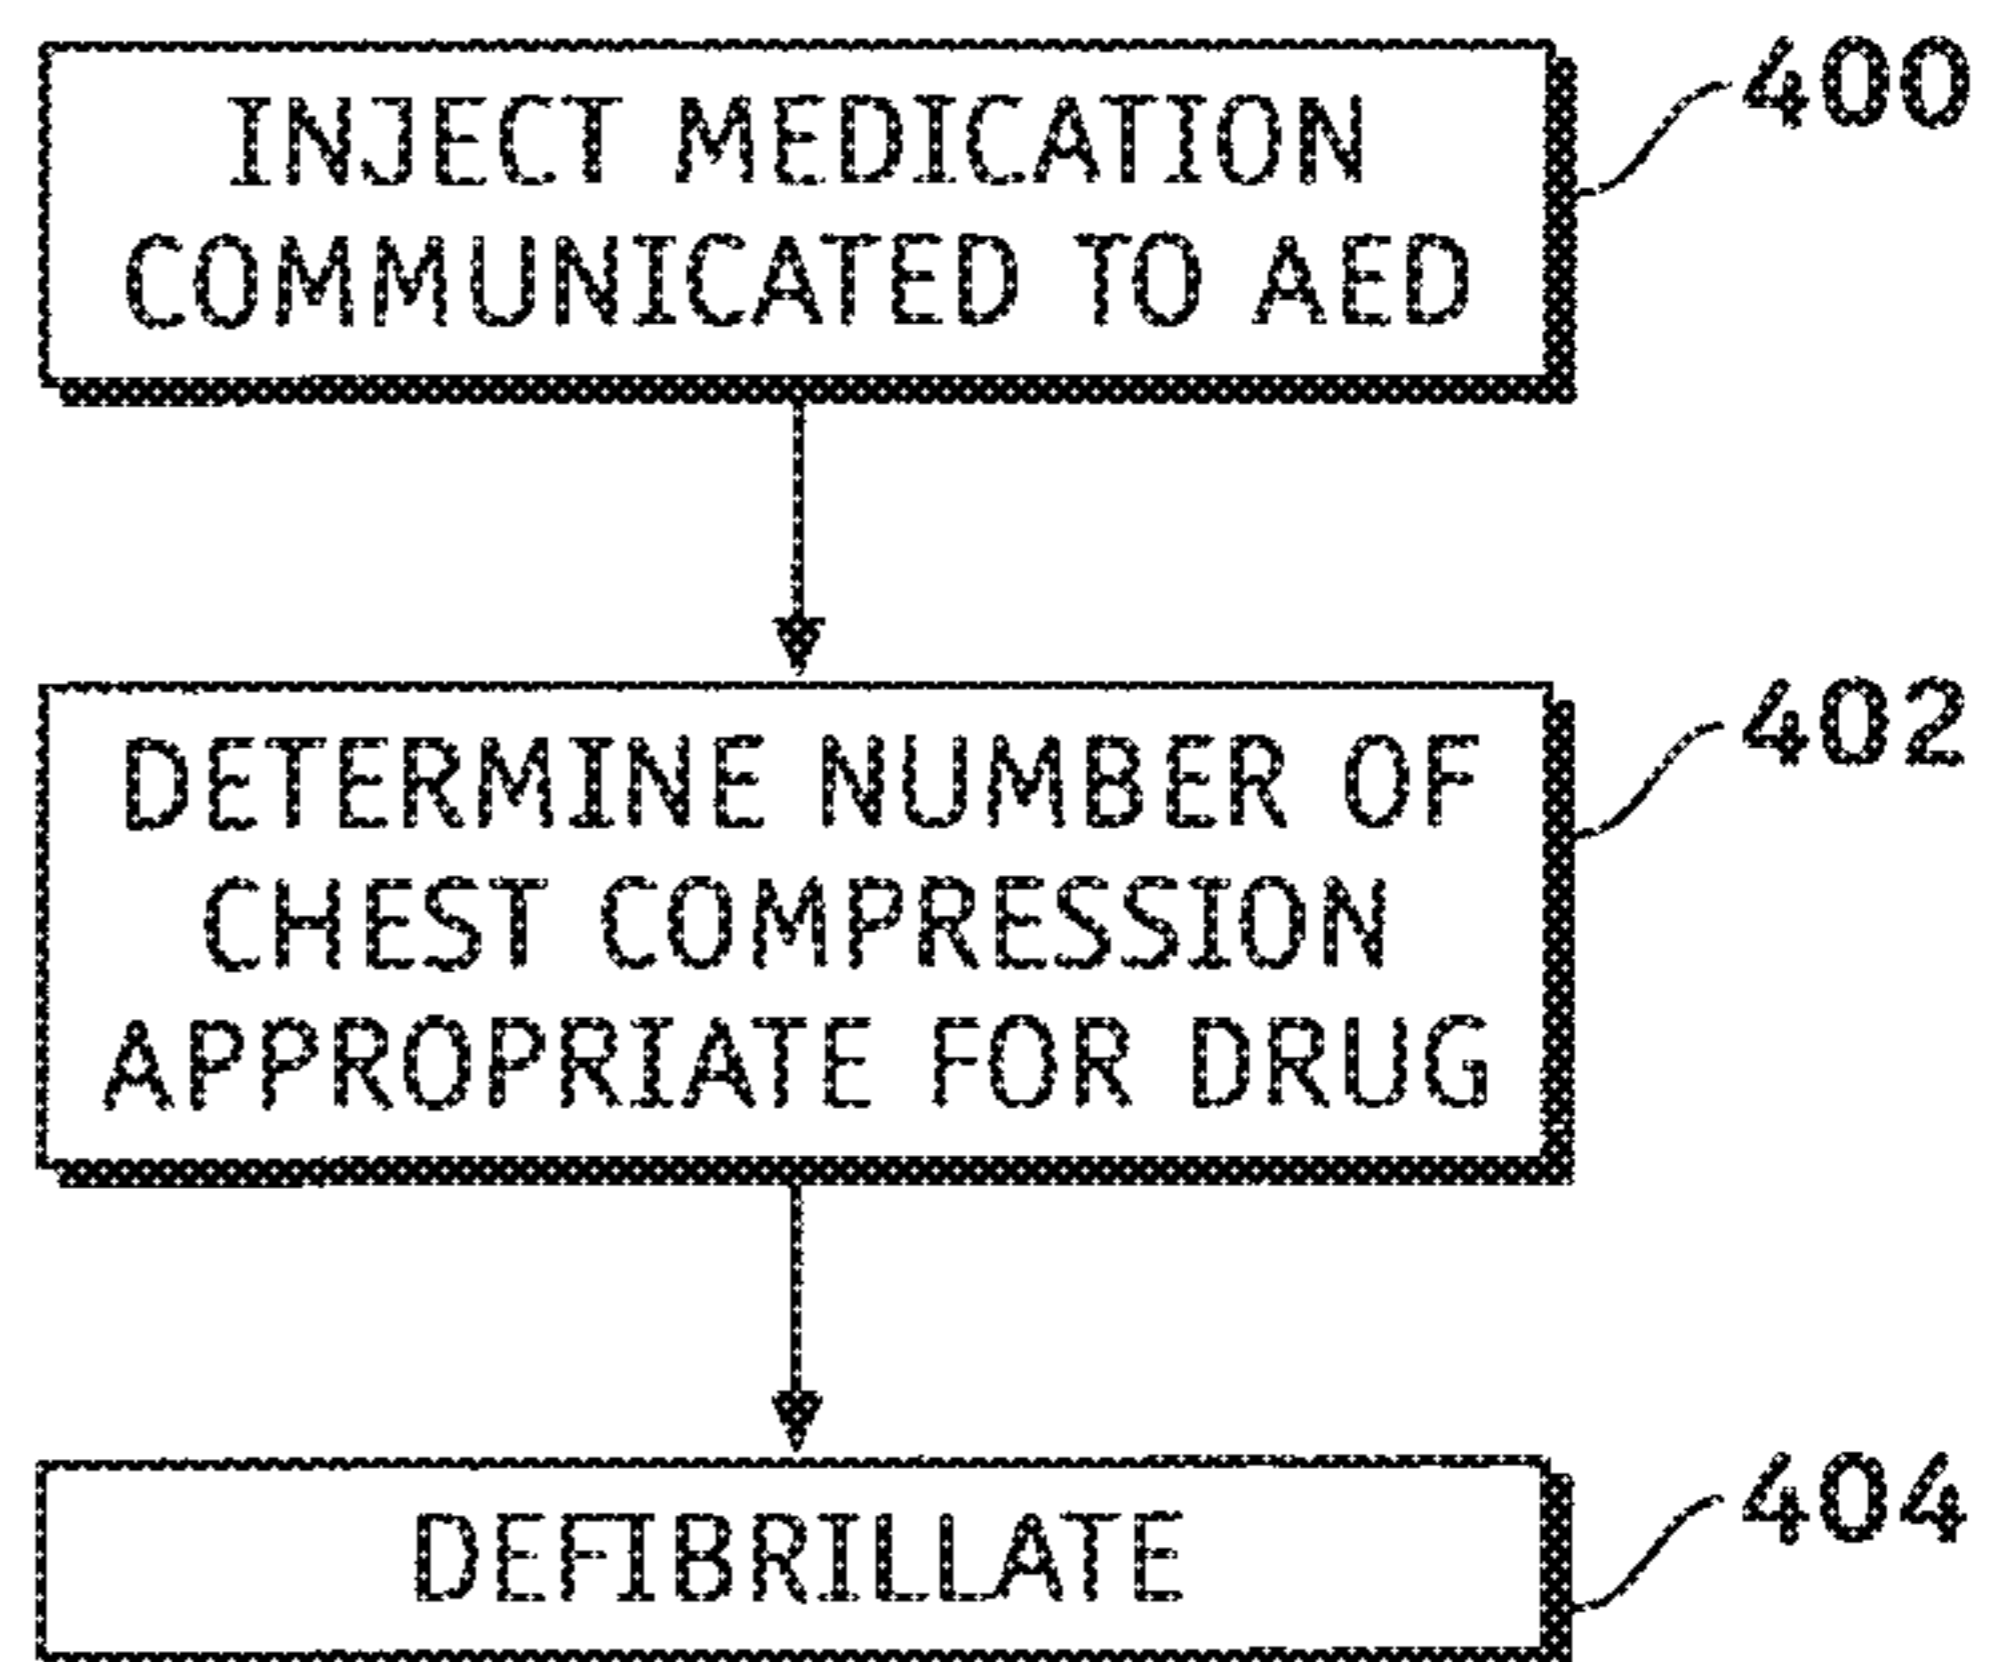 INJECT MEDICATION
COMMUNICATED TO AED
400
DETERMINE NUMBER OF
CHEST COMPRESSION
APPROPRIATE FOR DRUG
402
DEFIBRILLATE
404